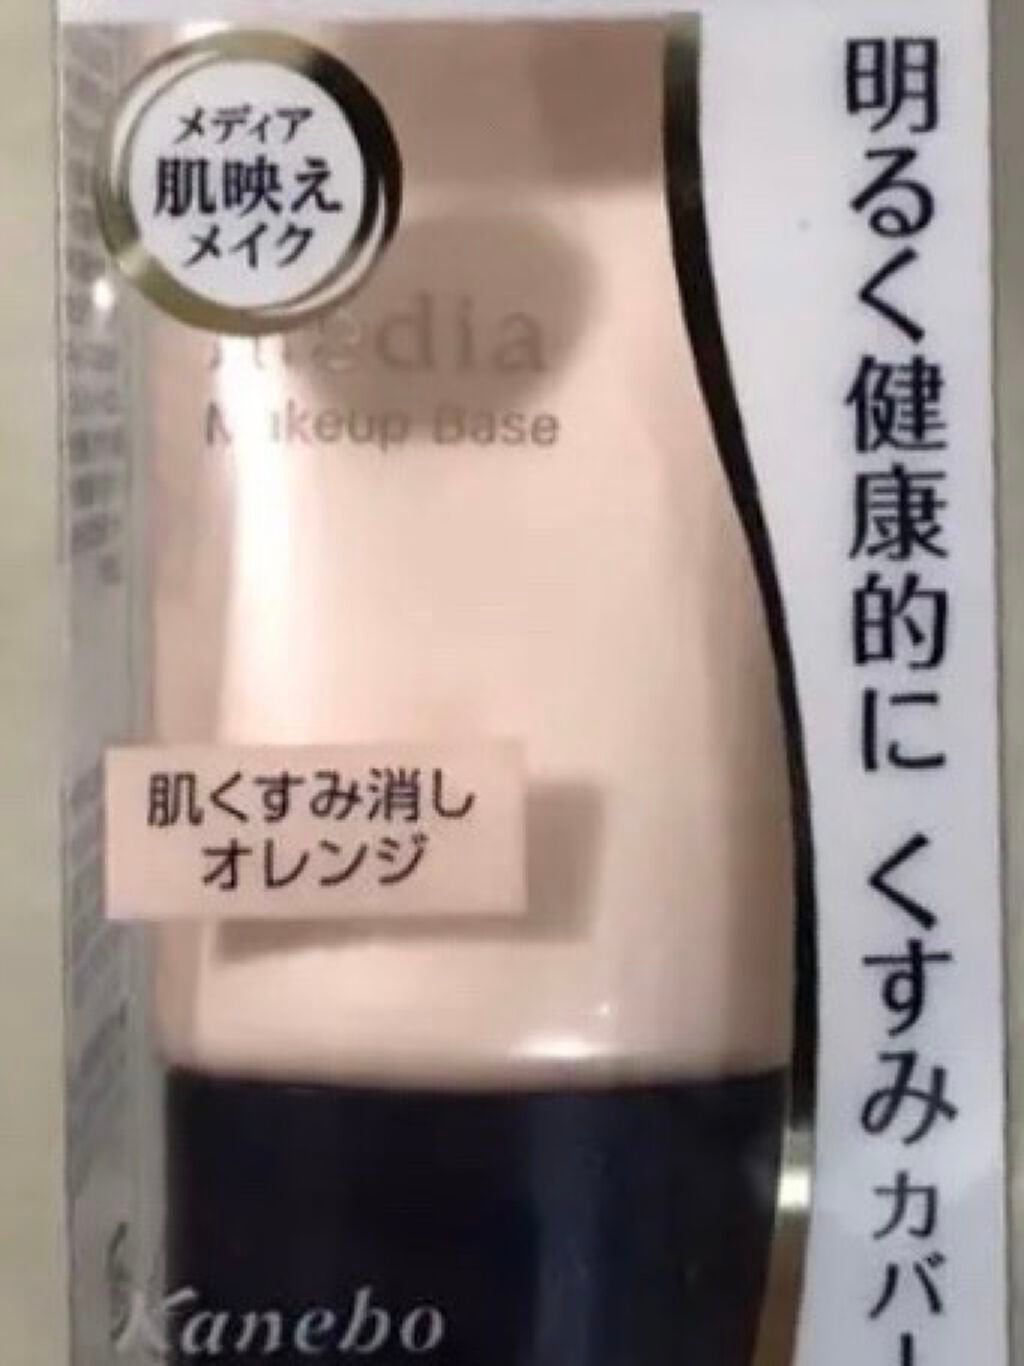 メディア
肌映え
メイク
media
Makeup Base
肌くすみ消し
オレンジ
明るく健康的に くすみカバー
Kanebo